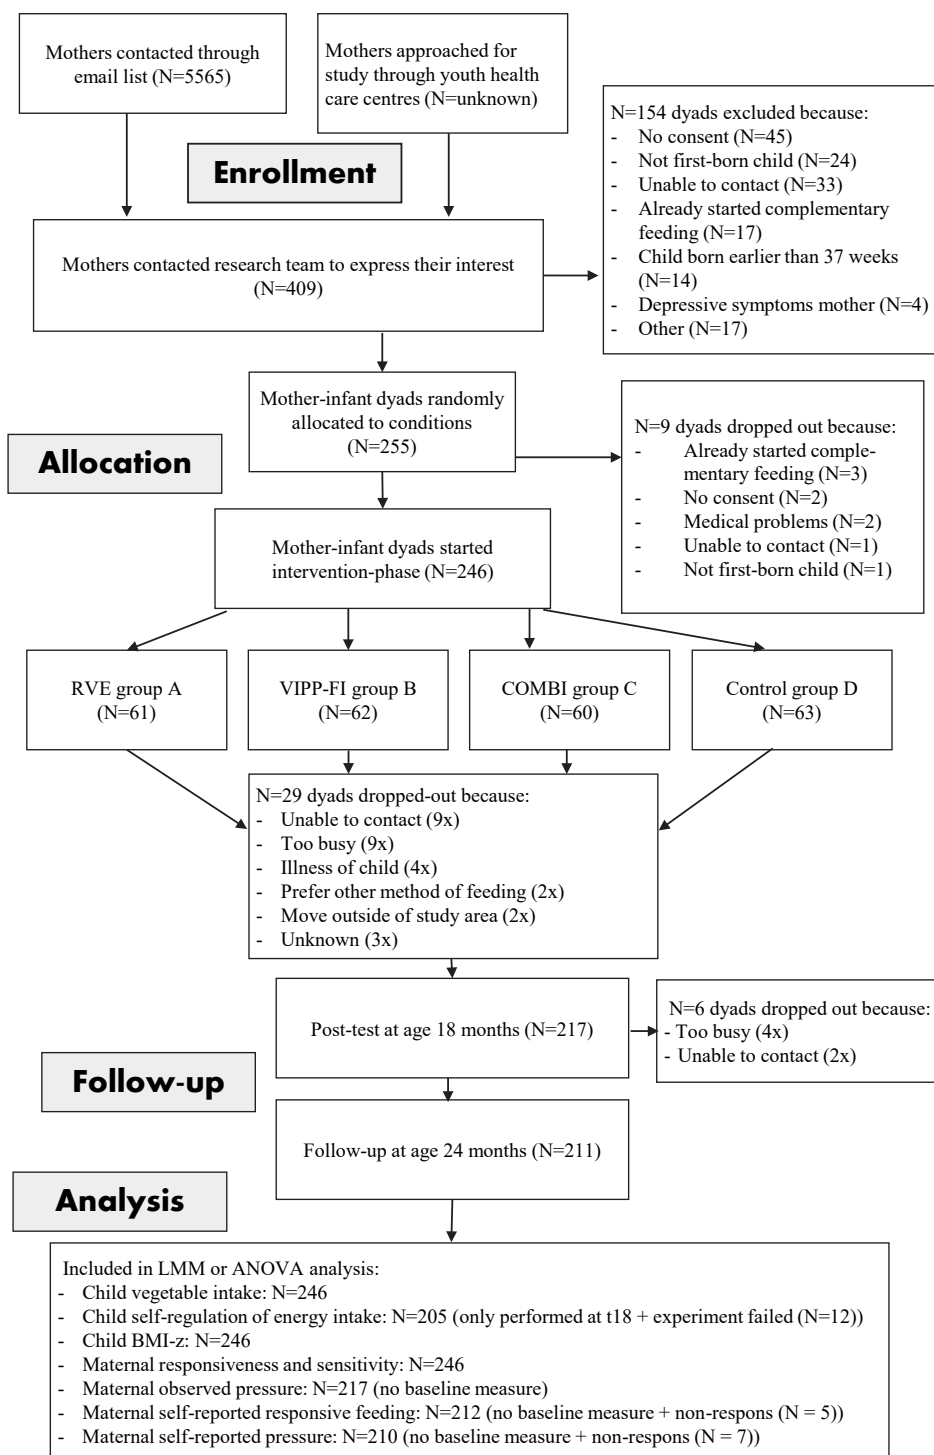 Mothers contacted through
email list (N=5565)
Mothers approached for
study through youth health
care centres (N=unknown)
N=154 dyads excluded because:
- No consent (N=45)
- Not first-born child (N=24)
- Unable to contact (N=33)
- Already started complementary
feeding (N=17)
- Child born earlier than 37 weeks
(N=14)
- Depressive symptoms mother (N=4)
- Other (N=17)
Enrollment
Mothers contacted research team to express their interest
(N=409)
Mother-infant dyads randomly
allocated to conditions
(N=255)
N=9 dyads dropped out because:
- Already started comple-
mentary feeding (N=3)
- No consent (N=2)
- Medical problems (N=2)
- Unable to contact (N=1)
- Not first-born child (N=1)
Allocation
Mother-infant dyads started
intervention-phase (N=246)
RVE group A
(N=61)
VIPP-FI group B
(N=62)
COMBI group C
(N=60)
Control group D
(N=63)
N=29 dyads dropped-out because:
- Unable to contact (9x)
- Too busy (9x)
- Illness of child (4x)
- Prefer other method of feeding (2x)
- Move outside of study area (2x)
- Unknown (3x)
Post-test at age 18 months (N=217)
N=6 dyads dropped out because:
- Too busy (4x)
- Unable to contact (2x)
Follow-up
Follow-up at age 24 months (N=211)
Analysis
Included in LMM or ANOVA analysis:
- Child vegetable intake: N=246
- Child self-regulation of energy intake: N=205 (only performed at t18 + experiment failed (N=12))
- Child BMI-z: N=246
- Maternal responsiveness and sensitivity: N=246
- Maternal observed pressure: N=217 (no baseline measure)
- Maternal self-reported responsive feeding: N=212 (no baseline measure + non-respons (N = 5))
- Maternal self-reported pressure: N=210 (no baseline measure + non-respons (N = 7))